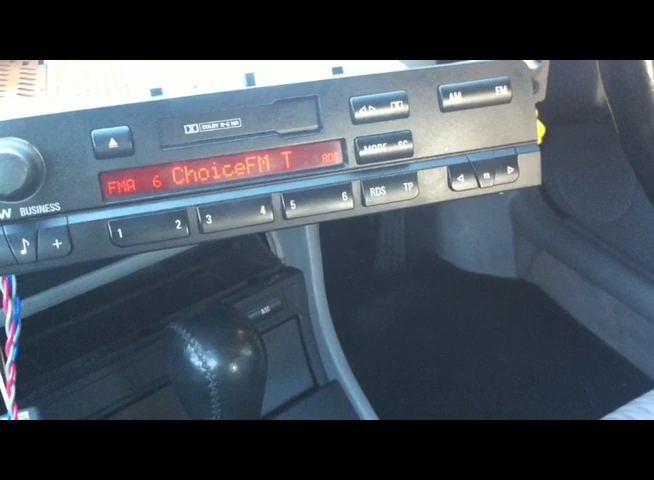 DOLBY B-C NR
AM FM
MODE SC
FMA 6 ChoiceFM T RDS
W BUSINESS
1 2 3 4 5 6 RDS TP m
+
ASC